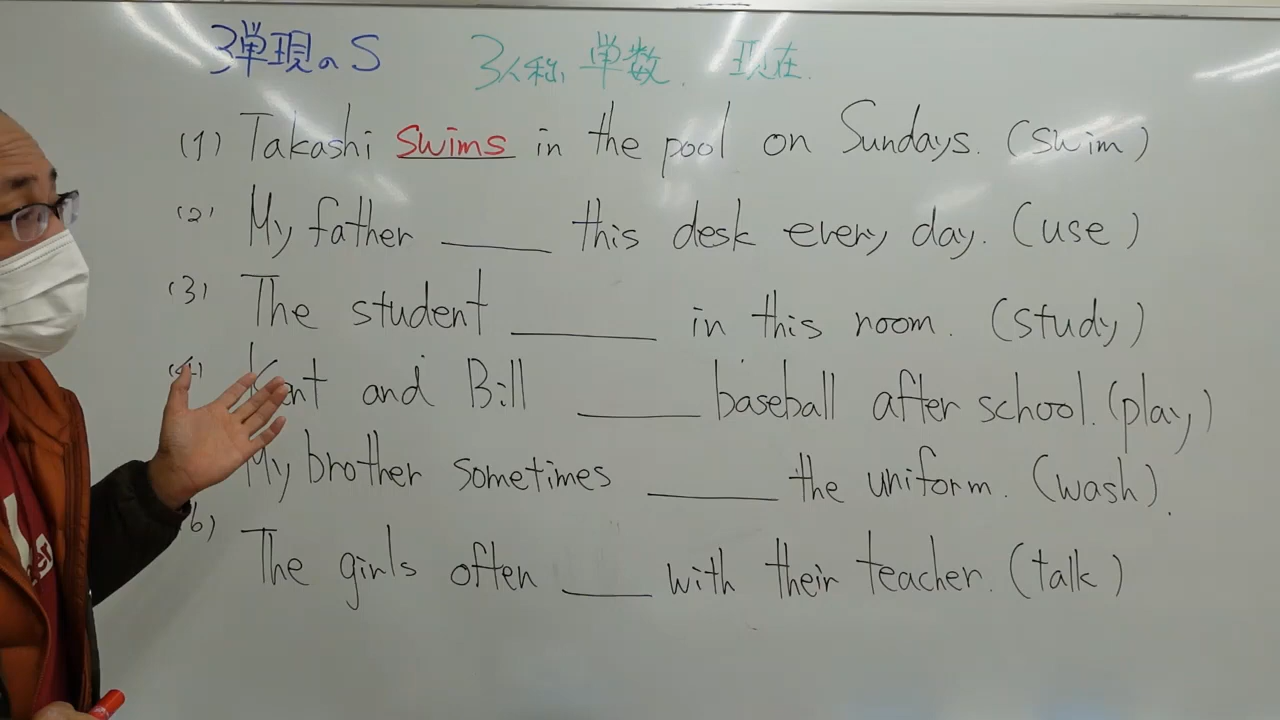 3弾現のS 3人称, 単数. 現在.
(1) Takashi swims in the pool on Sundays. (swim)
(2) My father ____ this desk every day. (use)
(3) The student ____ in this room. (study)
Kent and Bill ____ baseball after school. (play)
My brother sometimes ____ the uniform. (wash).
6) The girls often ____ with their teacher. (talk)